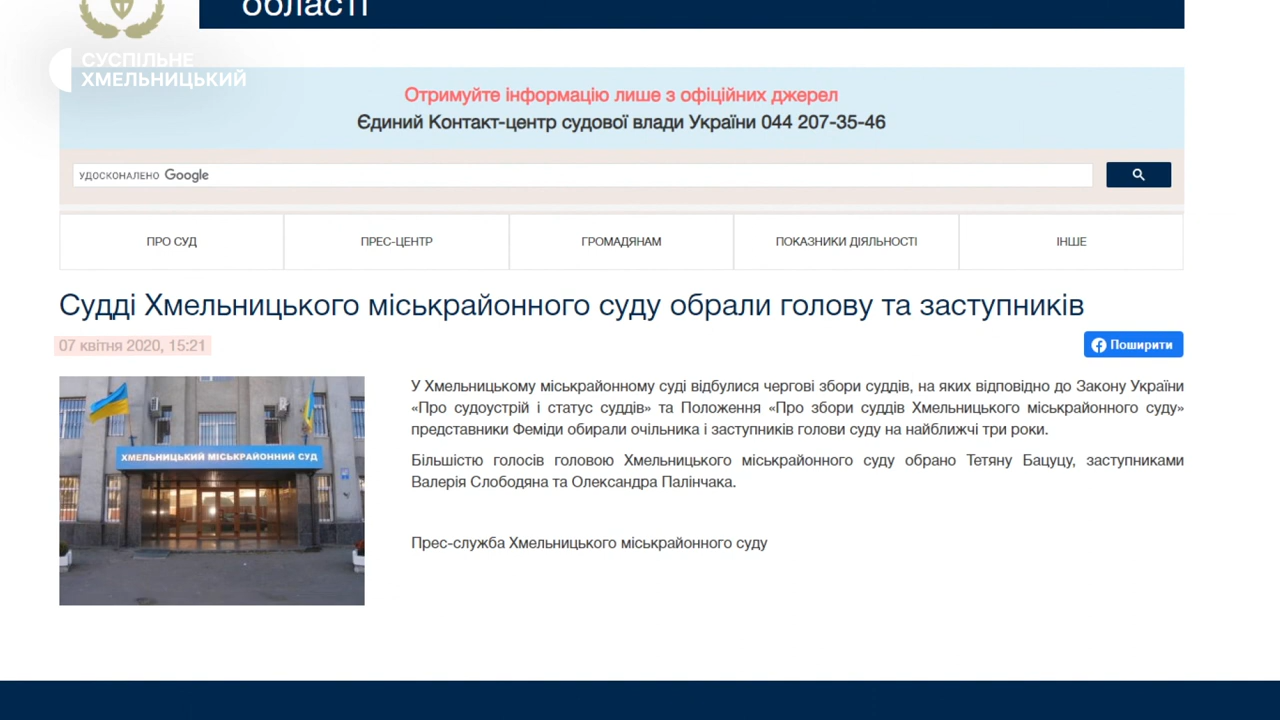 області
СУСПІЛЬНЕ
ХМЕЛЬНИЦЬКИЙ
Отримуйте інформацію лише з офіційних джерел
Єдиний Контакт-центр судової влади України 044 207-35-46
УДОСКОНАЛЕНО Google
ПРО СУД
ПРЕС-ЦЕНТР
ГРОМАДЯНАМ
ПОКАЗНИКИ ДІЯЛЬНОСТІ
ІНШЕ
Судді Хмельницького міськрайонного суду обрали голову та заступників
07 квітня 2020, 15:21
Поширити
ХМЕЛЬНИЦЬКИЙ МІСЬКРАЙОННИЙ СУД
У Хмельницькому міськрайонному суді відбулися чергові збори суддів, на яких відповідно до Закону України
«Про судоустрій і статус суддів» та Положення «Про збори суддів Хмельницького міськрайонного суду»
представники Феміди обирали очільника і заступників голови суду на найближчі три роки.
Більшістю голосів головою Хмельницького міськрайонного суду обрано Тетяну Бацуцу, заступниками
Валерія Слободяна та Олександра Палінчака.
Прес-служба Хмельницького міськрайонного суду